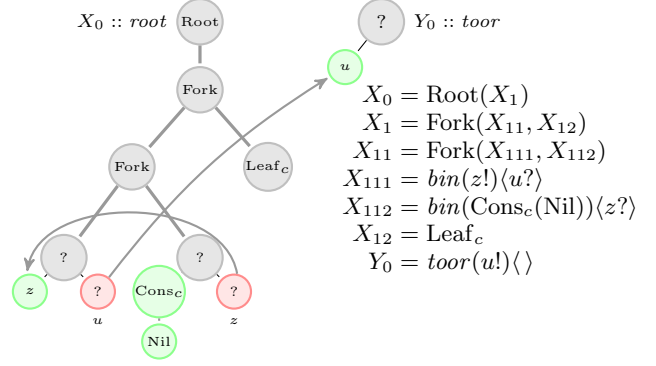 X₀ :: root
Root
?
Y₀ :: toor
u
Fork
X₀ = Root(X₁)
X₁ = Fork(X₁₁, X₁₂)
X₁₁ = Fork(X₁₁₁, X₁₁₂)
X₁₁₁ = bin(z!)⟨u?⟩
X₁₁₂ = bin(Cons_c(Nil))⟨z?⟩
X₁₂ = Leaf_c
Y₀ = toor(u!)⟨ ⟩
Fork
Leaf_c
?
?
z
?
Cons_c
?
u
z
Nil